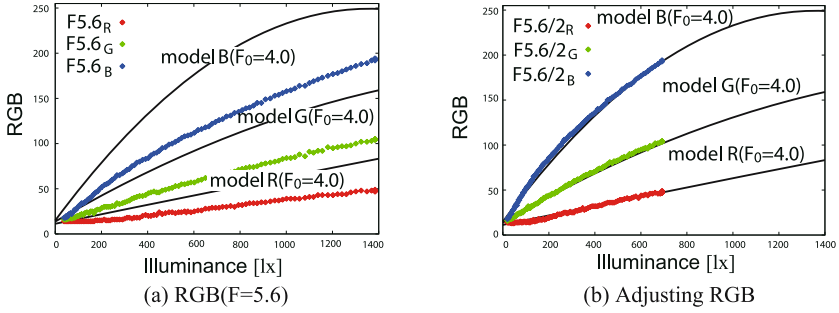 250
200
150
100
50
0
RGB
F5.6R
F5.6G
F5.6B
model B(F0=4.0)
model G(F0=4.0)
model R(F0=4.0)
0 200 400 600 800 1000 1200 1400
Illuminance [lx]
(a) RGB(F=5.6)
250
200
150
100
50
0
RGB
F5.6/2R
F5.6/2G
F5.6/2B
model B(F0=4.0)
model G(F0=4.0)
model R(F0=4.0)
0 200 400 600 800 1000 1200 1400
Illuminance [lx]
(b) Adjusting RGB